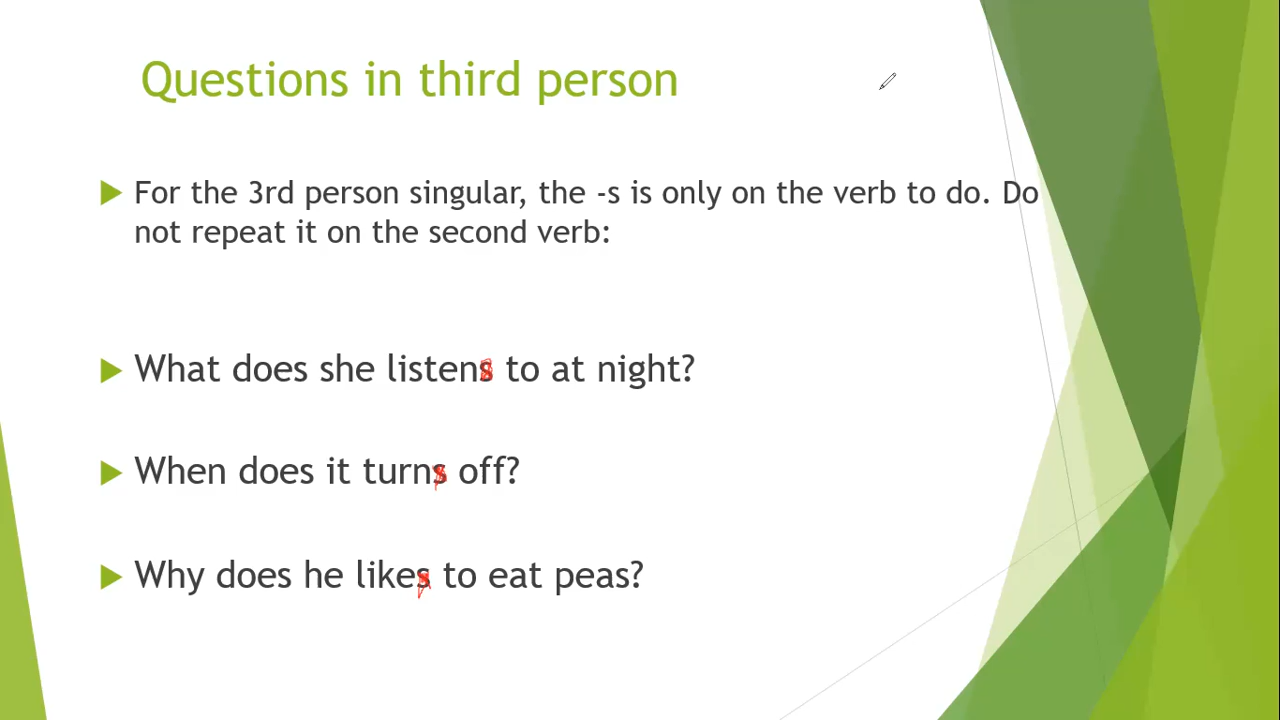 Questions in third person
For the 3rd person singular, the -s is only on the verb to do. Do
not repeat it on the second verb:
What does she listens to at night?
When does it turns off?
Why does he likes to eat peas?